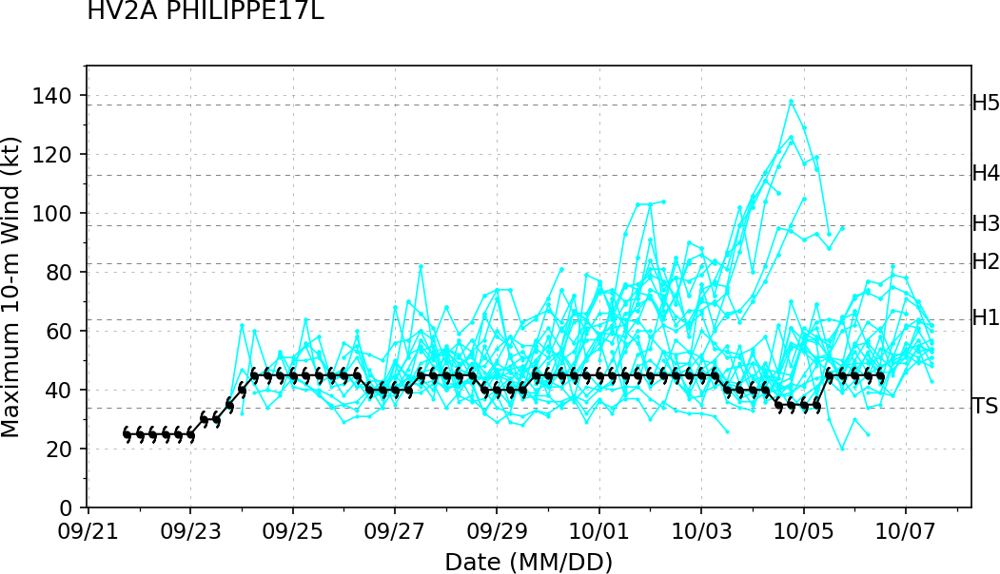 HV2A PHILIPPE17L
Maximum 10-m Wind (kt)
140
120
100
80
60
40
20
0
H5
H4
H3
H2
H1
TS
09/21 09/23 09/25 09/27 09/29 10/01 10/03 10/05 10/07
Date (MM/DD)